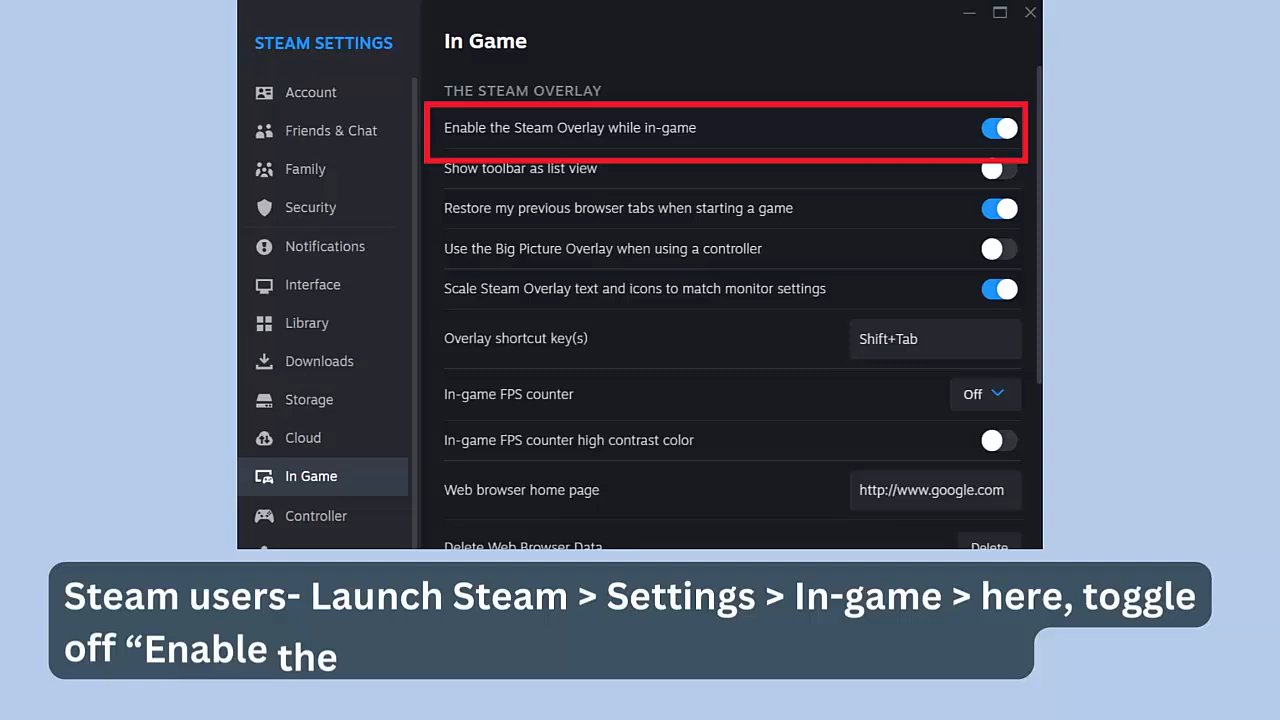 STEAM SETTINGS
Account
Friends & Chat
Family
Security
Notifications
Interface
Library
Downloads
Storage
Cloud
In Game
Controller
In Game
THE STEAM OVERLAY
Enable the Steam Overlay while in-game
Show toolbar as list view
Restore my previous browser tabs when starting a game
Use the Big Picture Overlay when using a controller
Scale Steam Overlay text and icons to match monitor settings
Overlay shortcut key(s) Shift+Tab
In-game FPS counter Off
In-game FPS counter high contrast color
Web browser home page http://www.google.com
Delete Web Browser Data Delete
Steam users- Launch Steam > Settings > In-game > here, toggle
off “Enable the